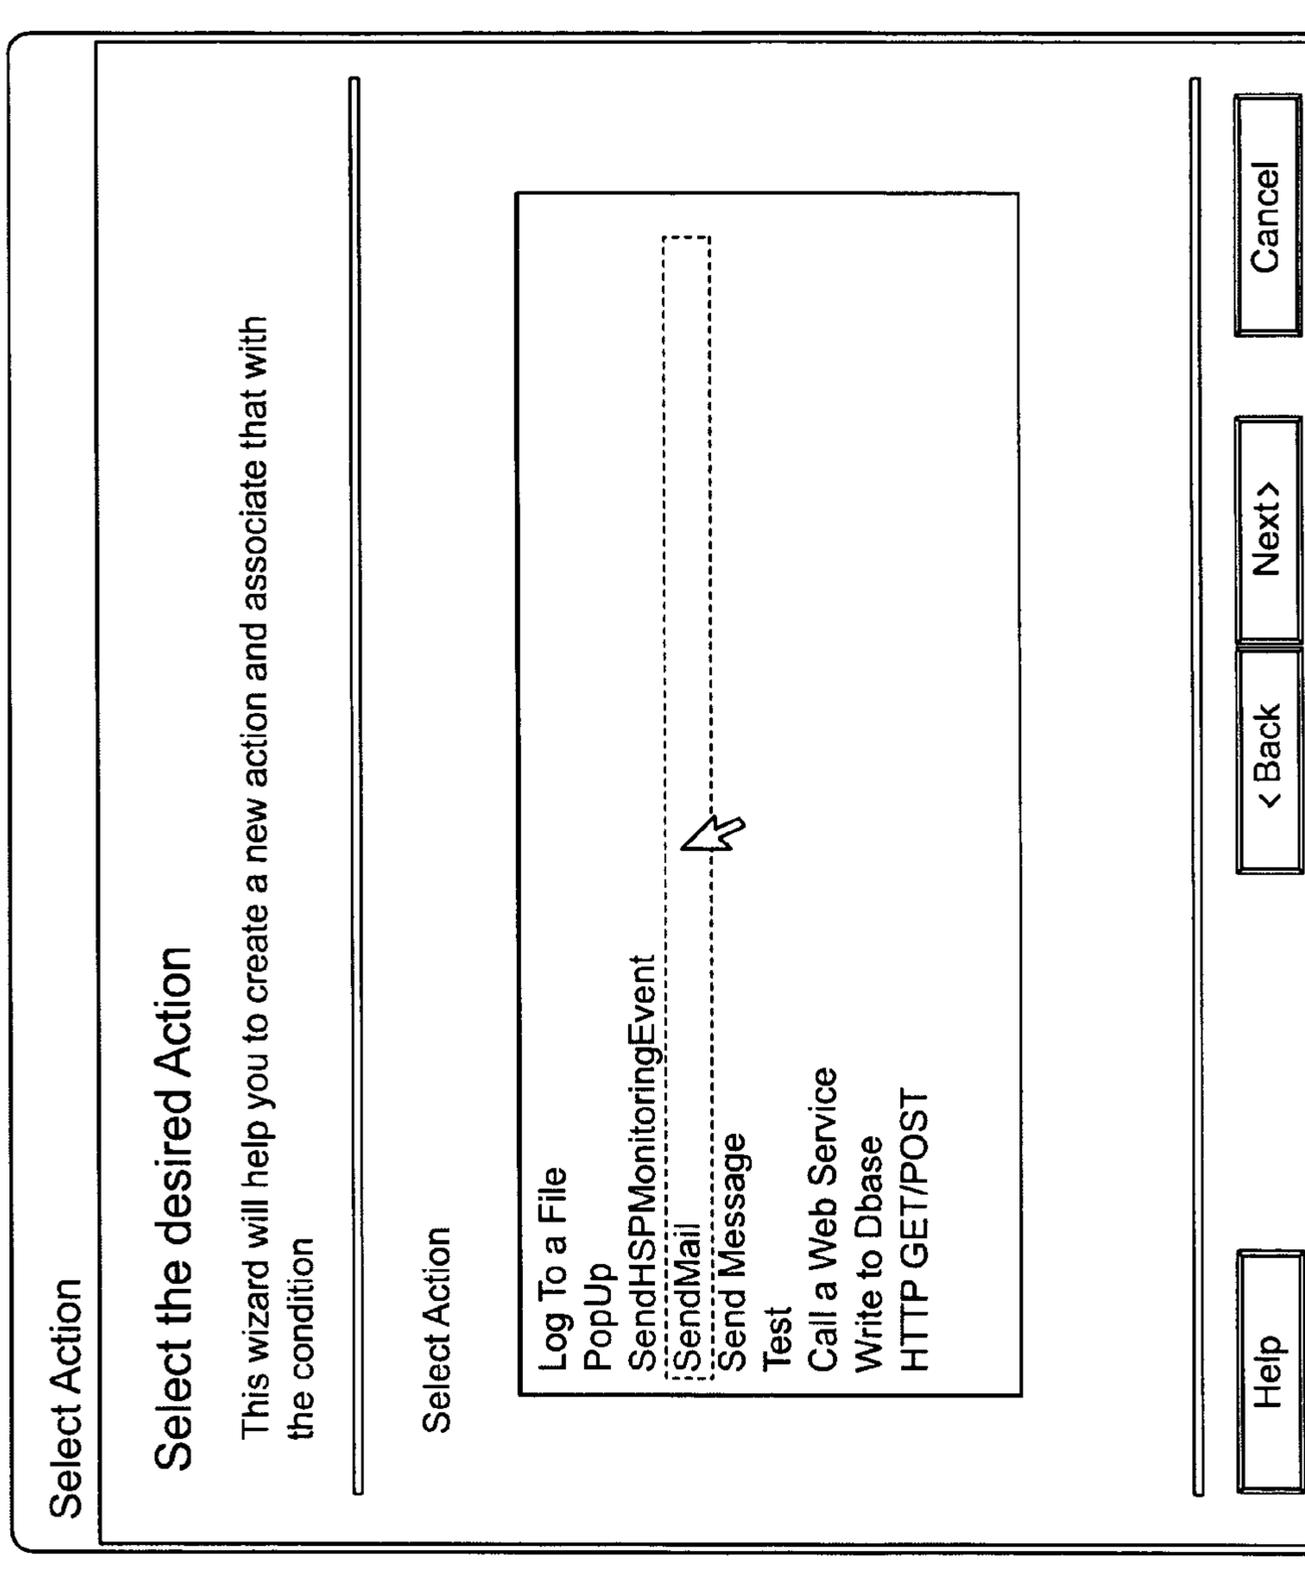 Select Action
Select the desired Action
This wizard will help you to create a new action and associate that with
the condition
Select Action
Log To a File
PopUp
SendHSPMonitoringEvent
SendMail
Send Message
Test
Call a Web Service
Write to Dbase
HTTP GET/POST
Help
< Back
Next>
Cancel